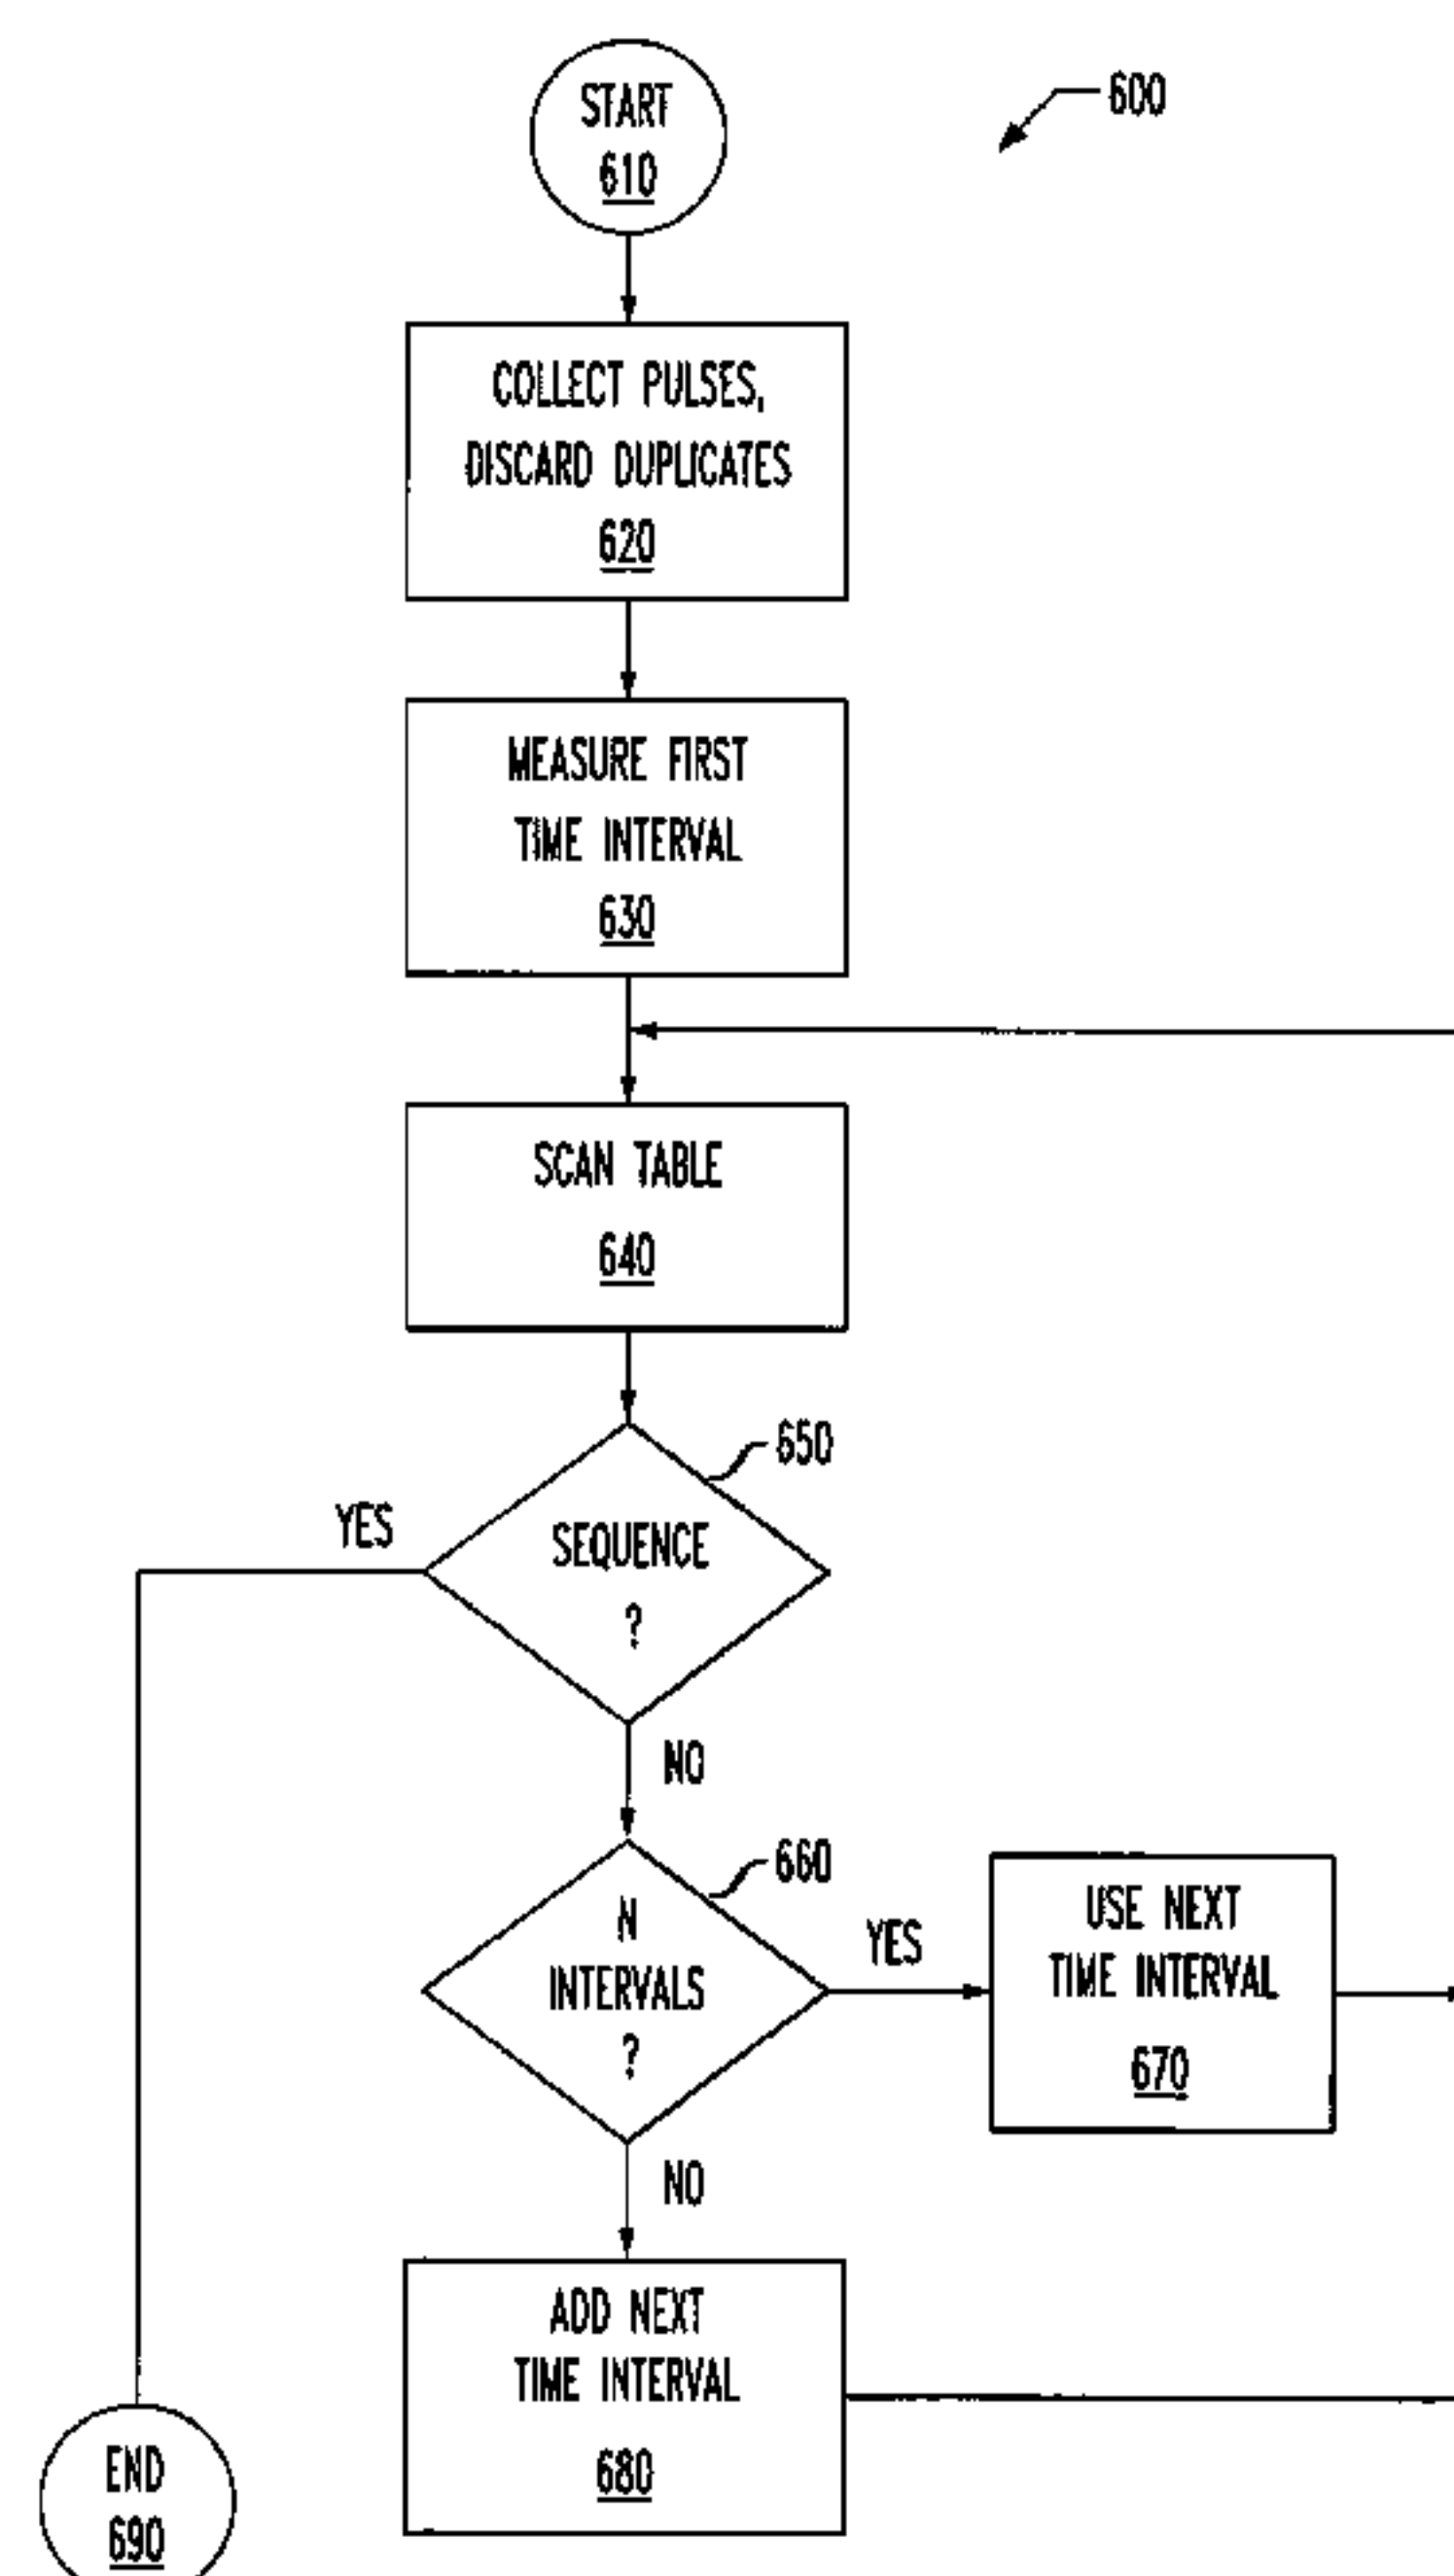 START
610
600
COLLECT PULSES,
DISCARD DUPLICATES
620
MEASURE FIRST
TIME INTERVAL
630
SCAN TABLE
640
650
YES
SEQUENCE
?
NO
660
N
INTERVALS
?
YES
USE NEXT
TIME INTERVAL
670
NO
ADD NEXT
TIME INTERVAL
680
END
690